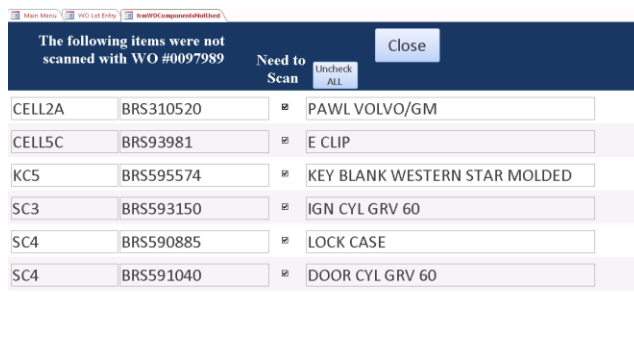 Main Menu WO Lot Entry frmWOComponentsNotUsed
The following items were not
scanned with WO #0097989
Need to
Scan
Uncheck
ALL
Close
CELL2A BRS310520 PAWL VOLVO/GM
CELL5C BRS93981 E CLIP
KC5 BRS595574 KEY BLANK WESTERN STAR MOLDED
SC3 BRS593150 IGN CYL GRV 60
SC4 BRS590885 LOCK CASE
SC4 BRS591040 DOOR CYL GRV 60